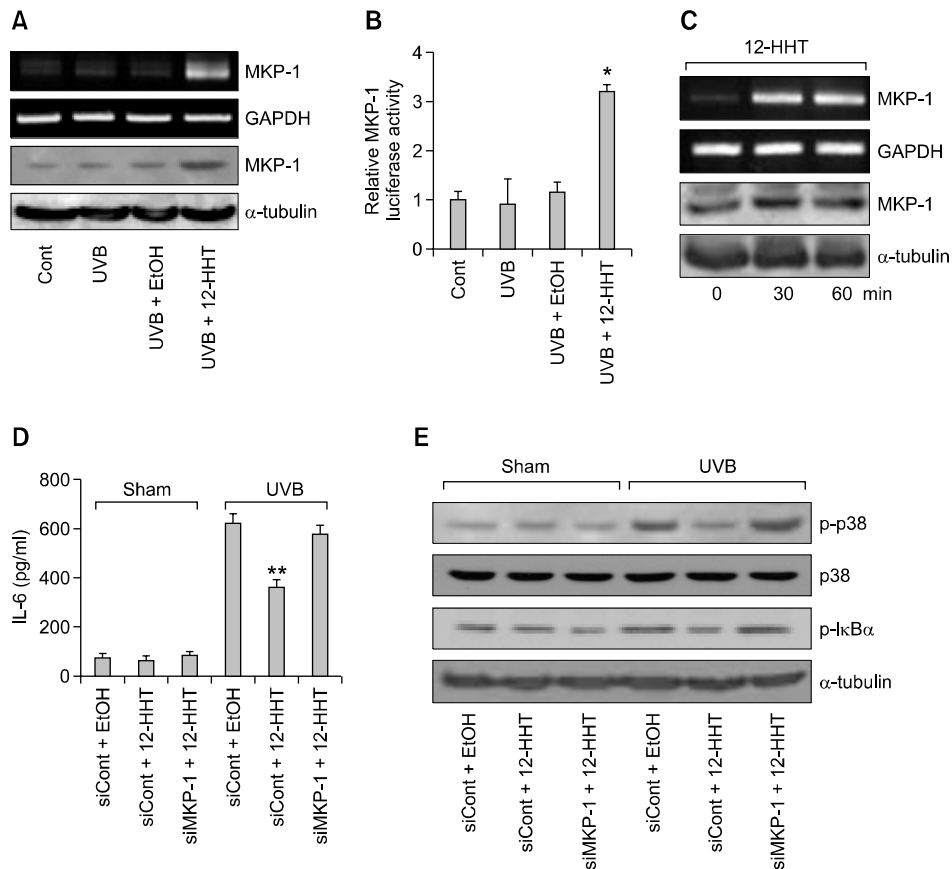 A
MKP-1
GAPDH
MKP-1
α-tubulin
Cont
UVB
UVB + EtOH
UVB + 12-HHT
B
Relative MKP-1
luciferase activity
4
3
2
1
0
*
Cont
UVB
UVB + EtOH
UVB + 12-HHT
C
12-HHT
MKP-1
GAPDH
MKP-1
α-tubulin
0 30 60 min
D
IL-6 (pg/ml)
800
600
400
200
0
Sham
UVB
**
siCont + EtOH
siCont + 12-HHT
siMKP-1 + 12-HHT
siCont + EtOH
siCont + 12-HHT
siMKP-1 + 12-HHT
E
Sham
UVB
p-p38
p38
p-IκBα
α-tubulin
siCont + EtOH
siCont + 12-HHT
siMKP-1 + 12-HHT
siCont + EtOH
siCont + 12-HHT
siMKP-1 + 12-HHT